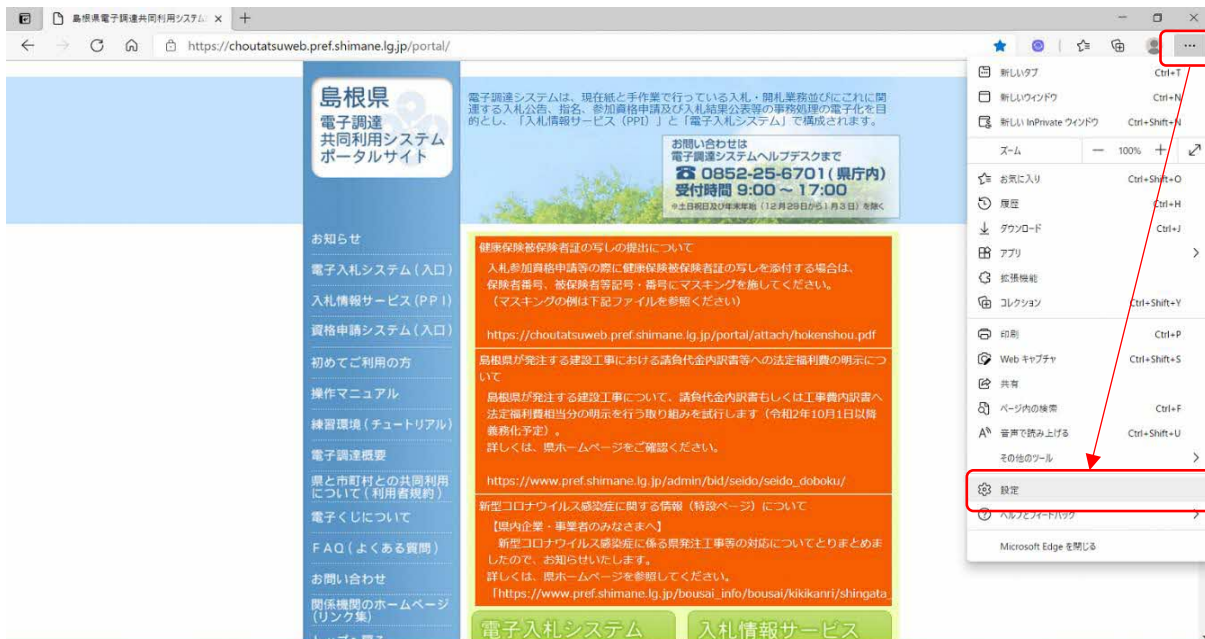 島根県電子調達共同利用システム
https://choutatsuweb.pref.shimane.lg.jp/portal/
島根県
電子調達
共同利用システム
ポータルサイト
電子調達システムは、現在紙と手作業で行っている入札・開札業務並びにこれに関
連する入札公告、指名、参加資格申請及び入札結果公表等の事務処理の電子化を目
的とし、「入札情報サービス（PPI）」と「電子入札システム」で構成されます。
お問い合わせは
電子調達システムヘルプデスクまで
☎ 0852-25-6701(県庁内)
受付時間 9:00 ～ 17:00
※土日祝日及び年末年始（12月29日から1月3日）を除く
お知らせ
電子入札システム(入口)
入札情報サービス(PPI)
資格申請システム(入口)
初めてご利用の方
操作マニュアル
練習環境(チュートリアル)
電子調達概要
県と市町村との共同利用
について(利用者規約)
電子くじについて
FAQ(よくある質問)
お問い合わせ
関係機関のホームページ
(リンク集)
トップへ戻る
健康保険被保険者証の写しの提出について
入札参加資格申請等の際に健康保険被保険者証の写しを添付する場合は、
保険者番号、被保険者等記号・番号にマスキングを施してください。
（マスキングの例は下記ファイルを参照ください）
https://choutatsuweb.pref.shimane.lg.jp/portal/attach/hokenshou.pdf
島根県が発注する建設工事における請負代金内訳書等への法定福利費の明示につ
いて
島根県が発注する建設工事について、請負代金内訳書もしくは工事費内訳書へ
法定福利費相当分の明示を行う取り組みを試行します（令和2年10月1日以降
義務化予定）。
詳しくは、県ホームページをご確認ください。
https://www.pref.shimane.lg.jp/admin/bid/seido/seido_doboku/
新型コロナウイルス感染症に関する情報（特設ページ）について
【県内企業・事業者のみなさまへ】
新型コロナウイルス感染症に係る県発注工事等の対応についてとりまとめま
したので、お知らせいたします。
詳しくは、県ホームページを参照してください。
「https://www.pref.shimane.lg.jp/bousai_info/bousai/kikikanri/shingata_
電子入札システム
入札情報サービス
新しいタブ Ctrl+T
新しいウィンドウ Ctrl+N
新しい InPrivate ウィンドウ Ctrl+Shift+N
ズーム — 100% +
お気に入り Ctrl+Shift+O
履歴 Ctrl+H
ダウンロード Ctrl+J
アプリ
拡張機能
コレクション Ctrl+Shift+Y
印刷 Ctrl+P
Web キャプチャ Ctrl+Shift+S
共有
ページ内の検索 Ctrl+F
音声で読み上げる Ctrl+Shift+U
その他のツール
設定
ヘルプとフィードバック
Microsoft Edge を閉じる